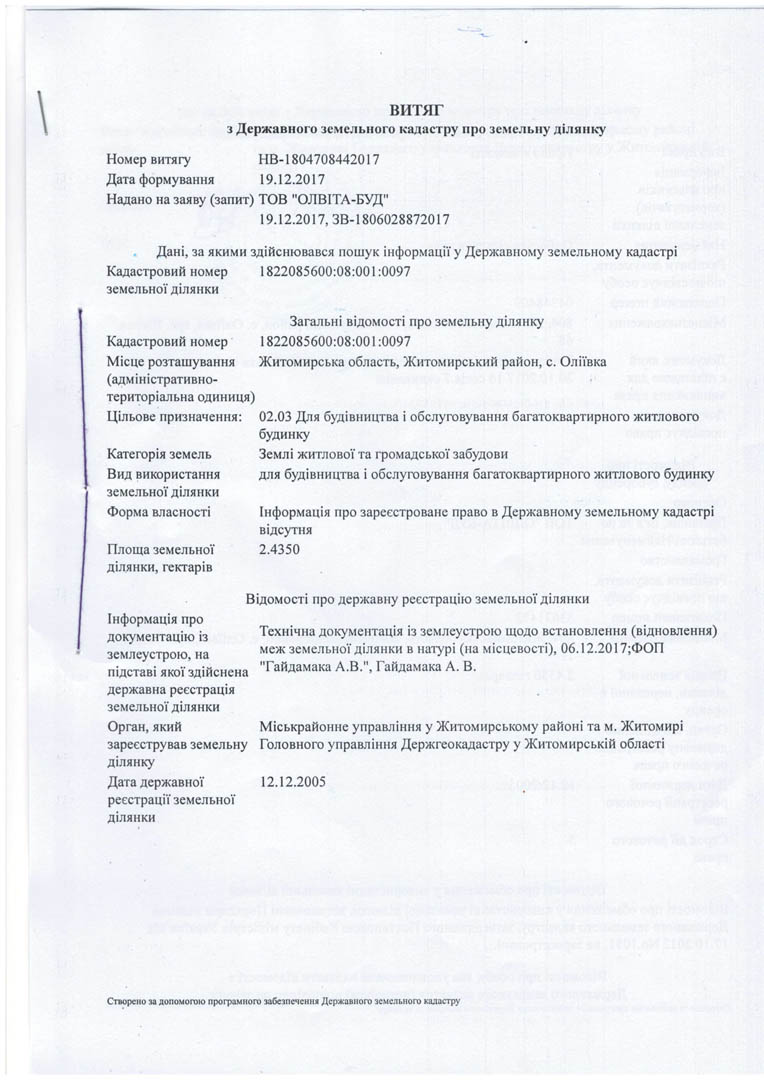 ВИТЯГ
з Державного земельного кадастру про земельну ділянку
Номер витягу НВ-1804708442017
Дата формування 19.12.2017
Надано на заяву (запит) ТОВ "ОЛВІТА-БУД"
19.12.2017, ЗВ-1806028872017
Дані, за якими здійснювався пошук інформації у Державному земельному кадастрі
Кадастровий номер 1822085600:08:001:0097
земельної ділянки
Загальні відомості про земельну ділянку
Кадастровий номер 1822085600:08:001:0097
Місце розташування Житомирська область, Житомирський район, с. Оліївка
(адміністративно-
територіальна одиниця)
Цільове призначення: 02.03 Для будівництва і обслуговування багатоквартирного житлового
будинку
Категорія земель Землі житлової та громадської забудови
Вид використання для будівництва і обслуговування багатоквартирного житлового будинку
земельної ділянки
Форма власності Інформація про зареєстроване право в Державному земельному кадастрі
відсутня
Площа земельної 2.4350
ділянки, гектарів
Відомості про державну реєстрацію земельної ділянки
Інформація про
документацію із Технічна документація із землеустрою щодо встановлення (відновлення)
землеустрою, на меж земельної ділянки в натурі (на місцевості), 06.12.2017;ФОП
підставі якої здійснена "Гайдамака А.В.", Гайдамака А. В.
державна реєстрація
земельної ділянки
Орган, який Міськрайонне управління у Житомирському районі та м. Житомирі
зареєстрував земельну Головного управління Держгеокадастру у Житомирській області
ділянку
Дата державної 12.12.2005
реєстрації земельної
ділянки
Створено за допомогою програмного забезпечення Державного земельного кадастру